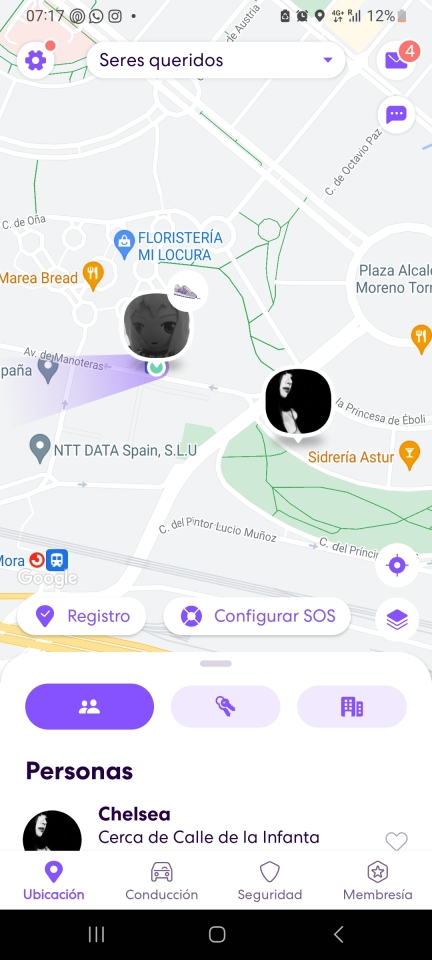 07:17
4G+
12%
Seres queridos
4
de Austria
C. de Octavio Paz
C. de Oña
FLORISTERÍA
MI LOCURA
Marea Bread
Plaza Alcalde
Moreno Torr
Av. de Manoteras
paña
la Princesa de Éboli
NTT DATA Spain, S.L.U
Sidrería Astur
C. del Pintor Lucio Muñoz
C. del Prínci
Mora
Google
Registro
Configurar SOS
Personas
Chelsea
Cerca de Calle de la Infanta
Ubicación
Conducción
Seguridad
Membresía